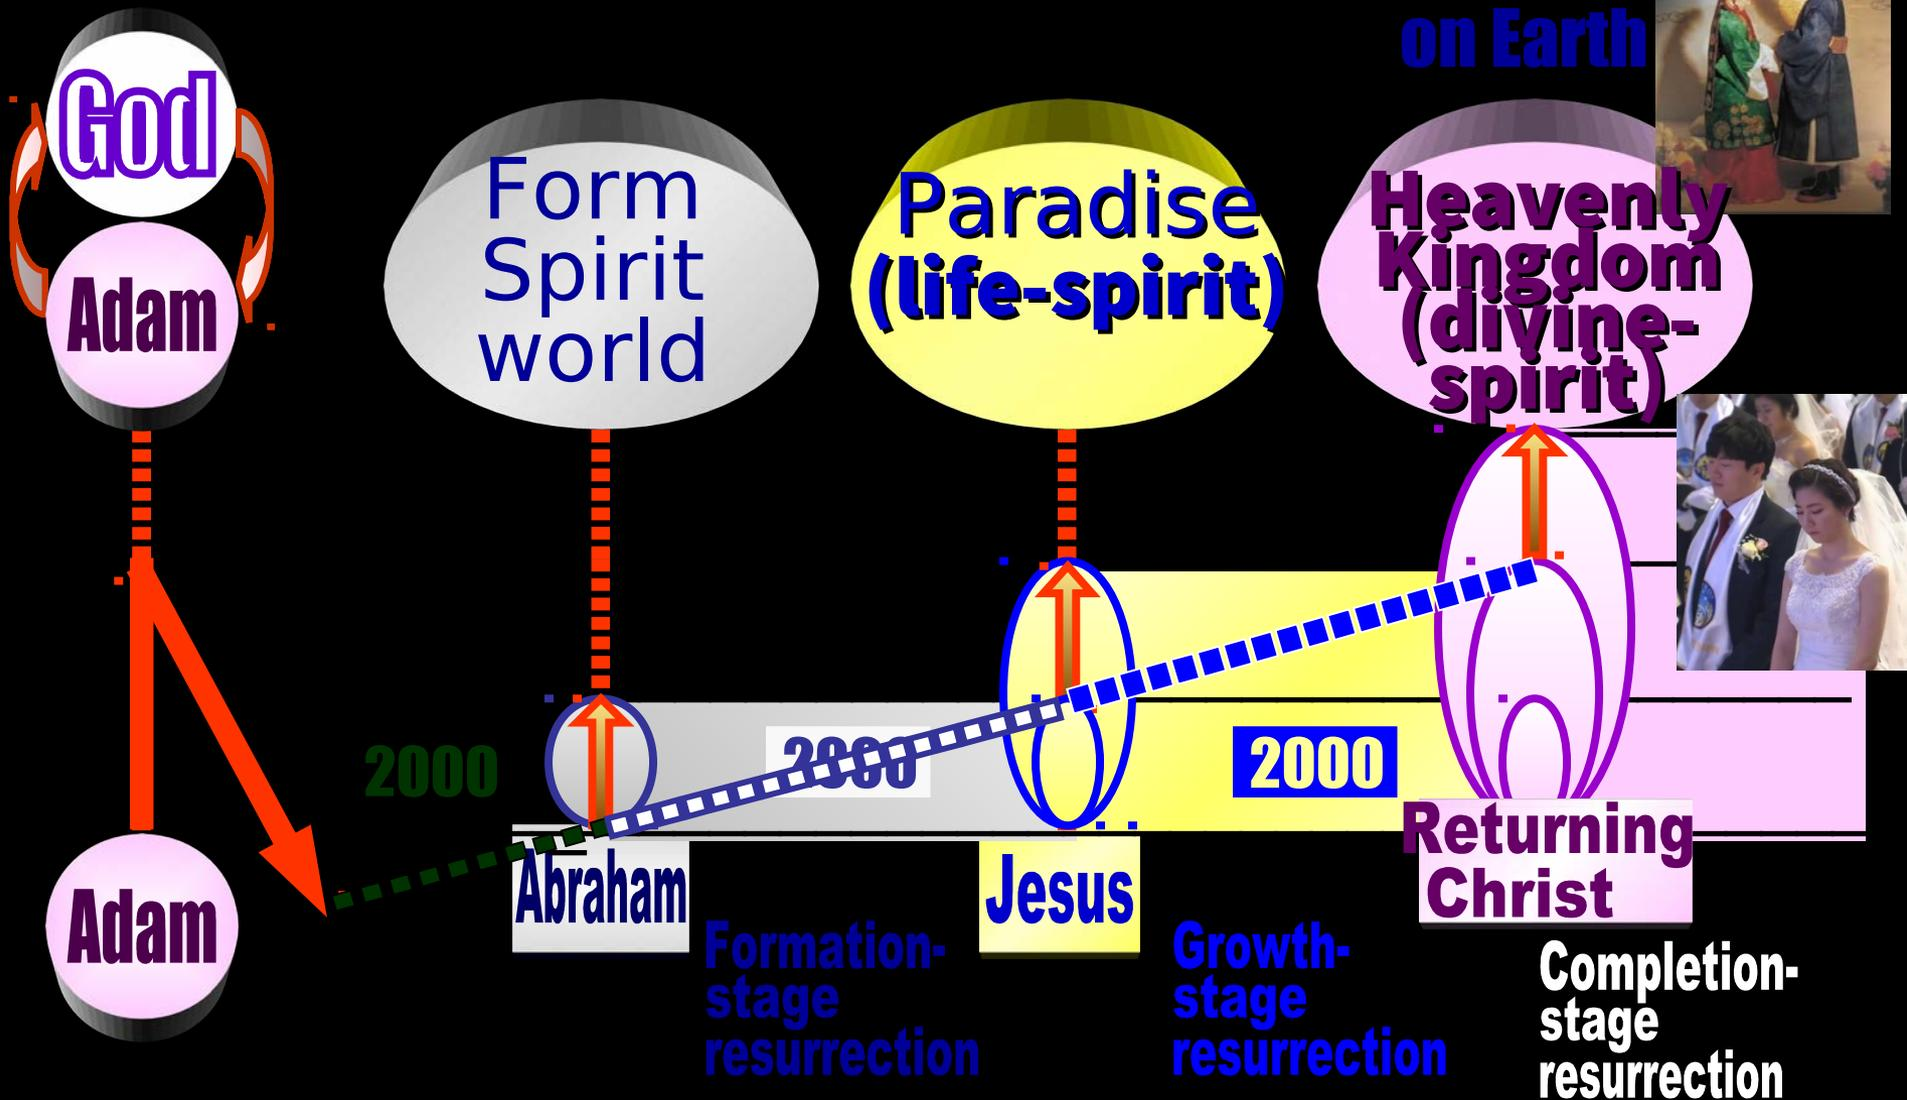 on Earth
God
Adam
Form
Spirit
world
Paradise
(life-spirit)
Heavenly
Kingdom
(divine-
spirit)
2000
2000
2000
Adam
Abraham
Jesus
Returning
Christ
Formation-
stage
resurrection
Growth-
stage
resurrection
Completion-
stage
resurrection